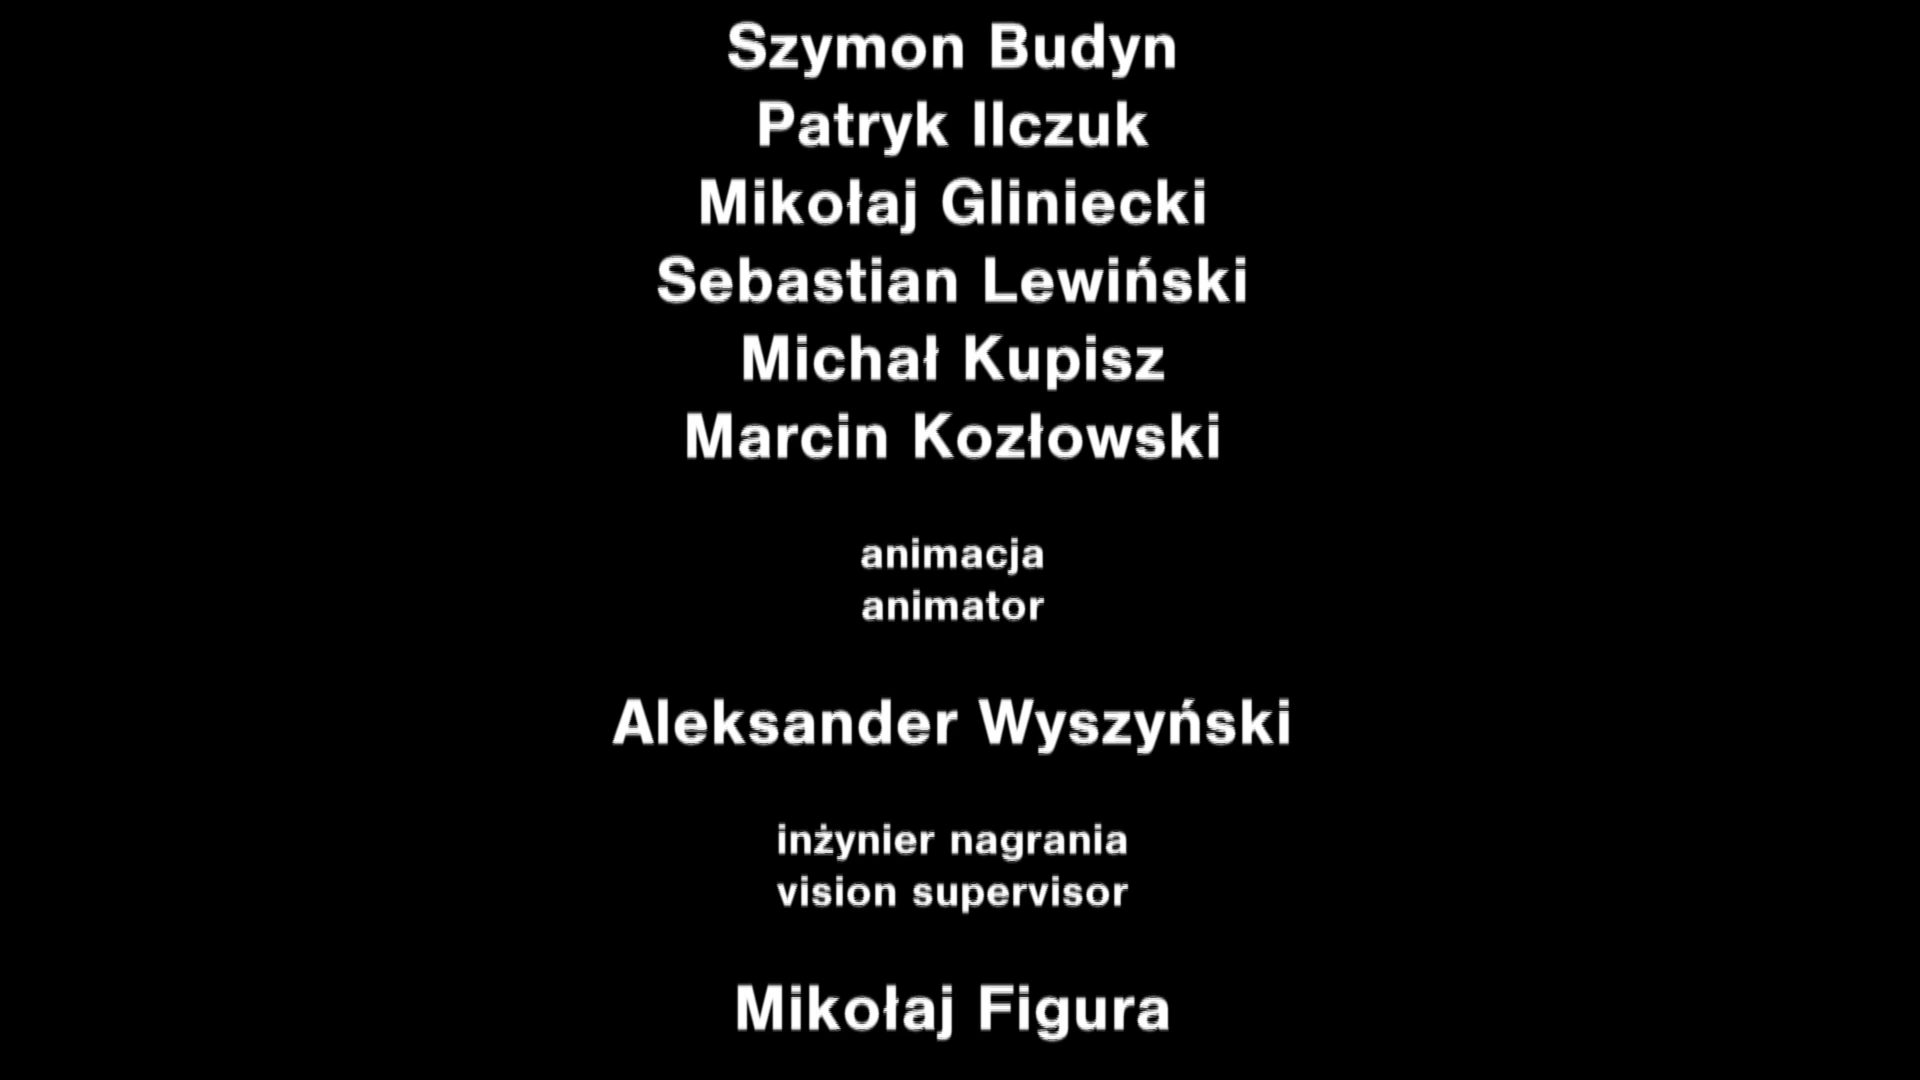 Szymon Budyn
Patryk Ilczuk
Mikołaj Gliniecki
Sebastian Lewiński
Michał Kupisz
Marcin Kozłowski
animacja
animator
Aleksander Wyszyński
inżynier nagrania
vision supervisor
Mikołaj Figura